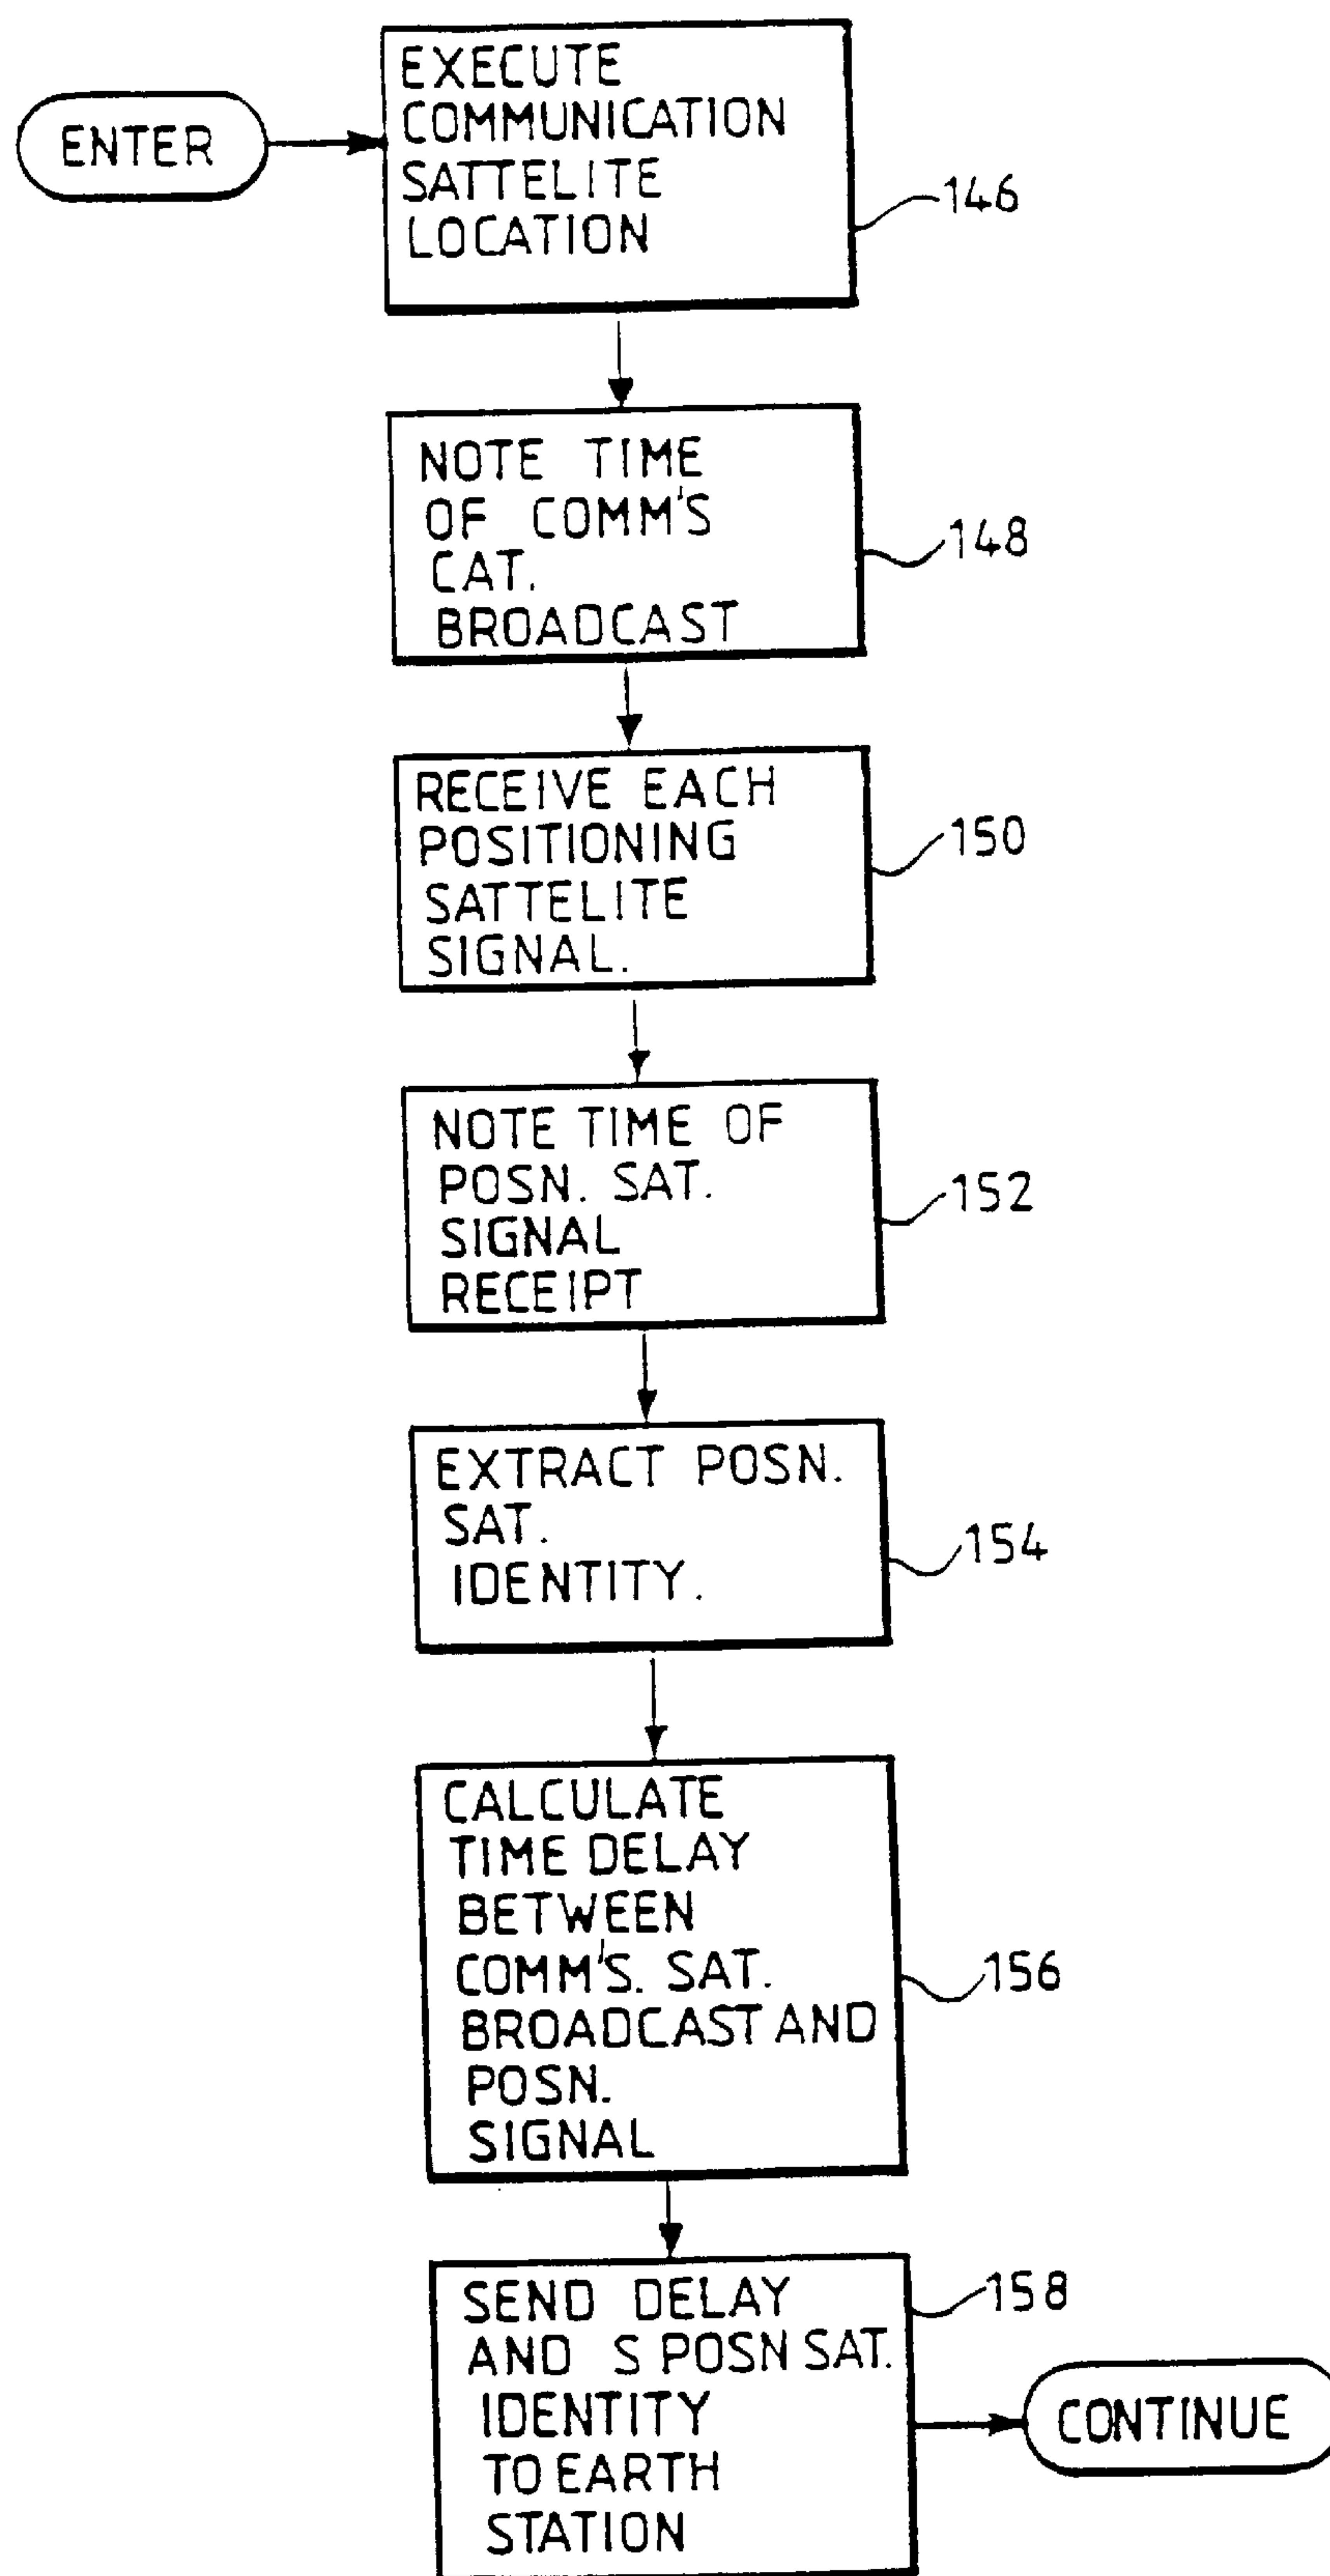 ENTER
EXECUTE
COMMUNICATION
SATTELITE
LOCATION
146
NOTE TIME
OF COMM'S
CAT.
BROADCAST
148
RECEIVE EACH
POSITIONING
SATTELITE
SIGNAL.
150
NOTE TIME OF
POSN. SAT.
SIGNAL
RECEIPT
152
EXTRACT POSN.
SAT.
IDENTITY.
154
CALCULATE
TIME DELAY
BETWEEN
COMM'S. SAT.
BROADCAST AND
POSN.
SIGNAL
156
SEND DELAY
AND S POSN SAT.
IDENTITY
TO EARTH
STATION
158
CONTINUE